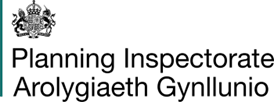 Planning Inspectorate
Arolygiaeth Gynllunio